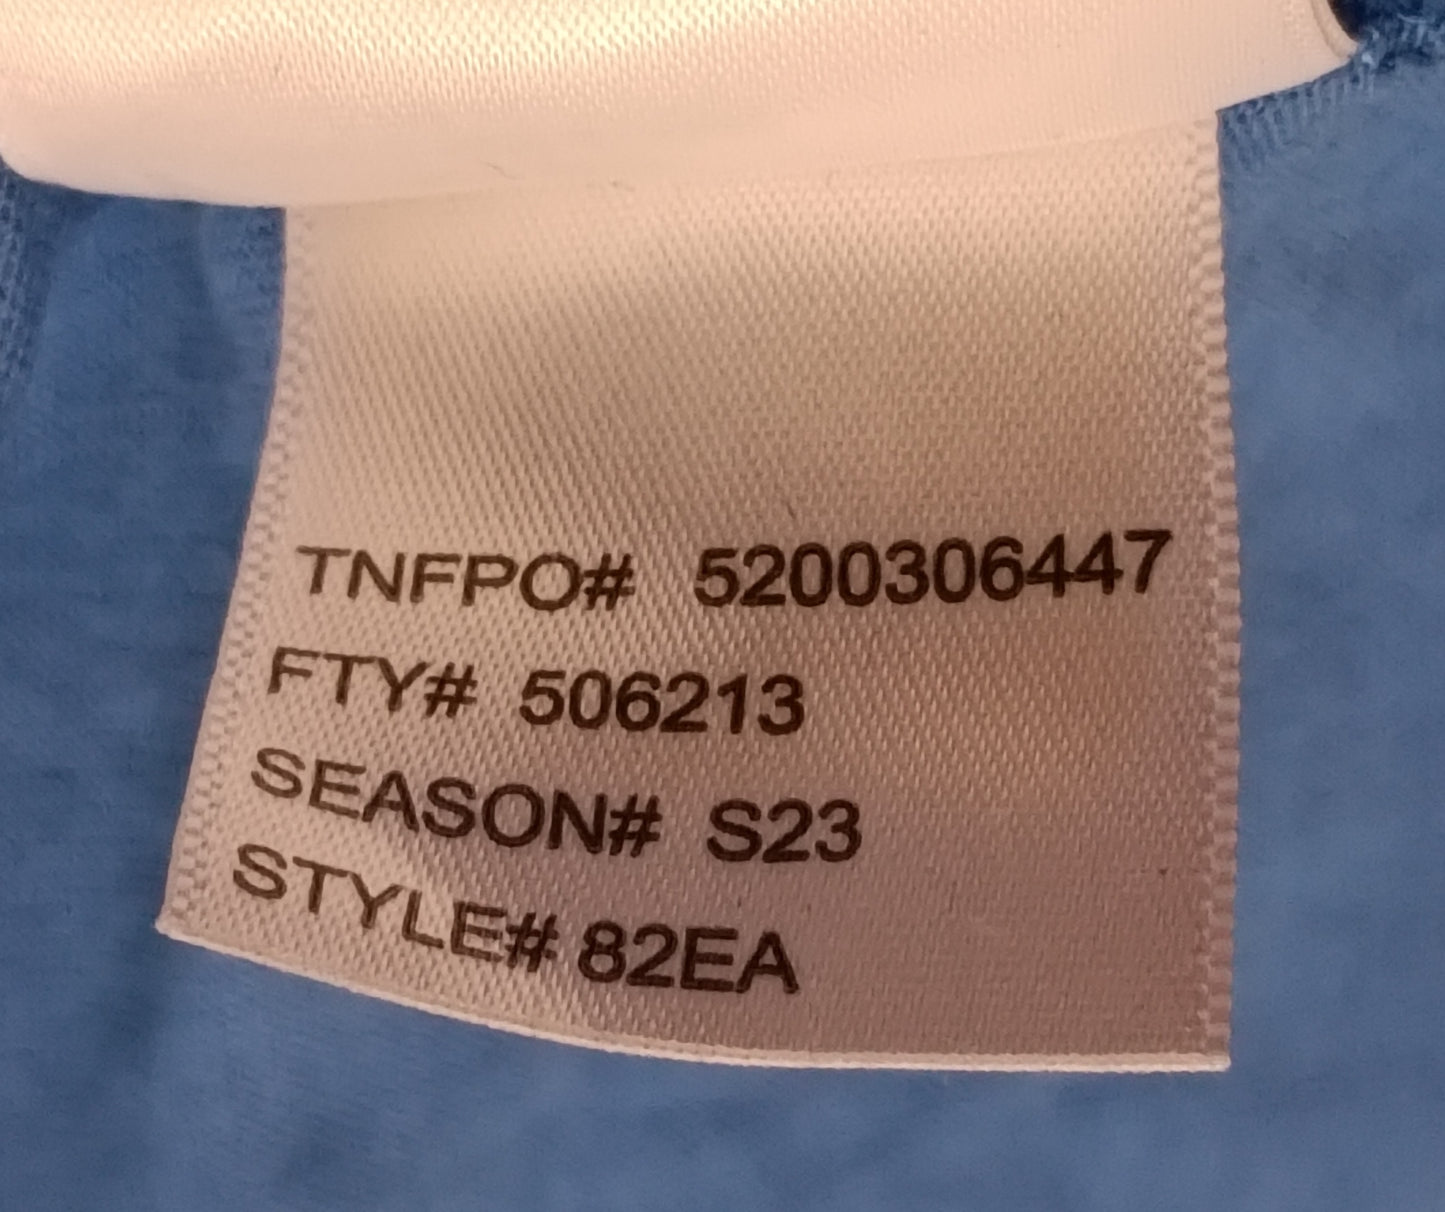 TNFPO# 5200306447
FTY# 506213
SEASON# S23
STYLE# 82EA